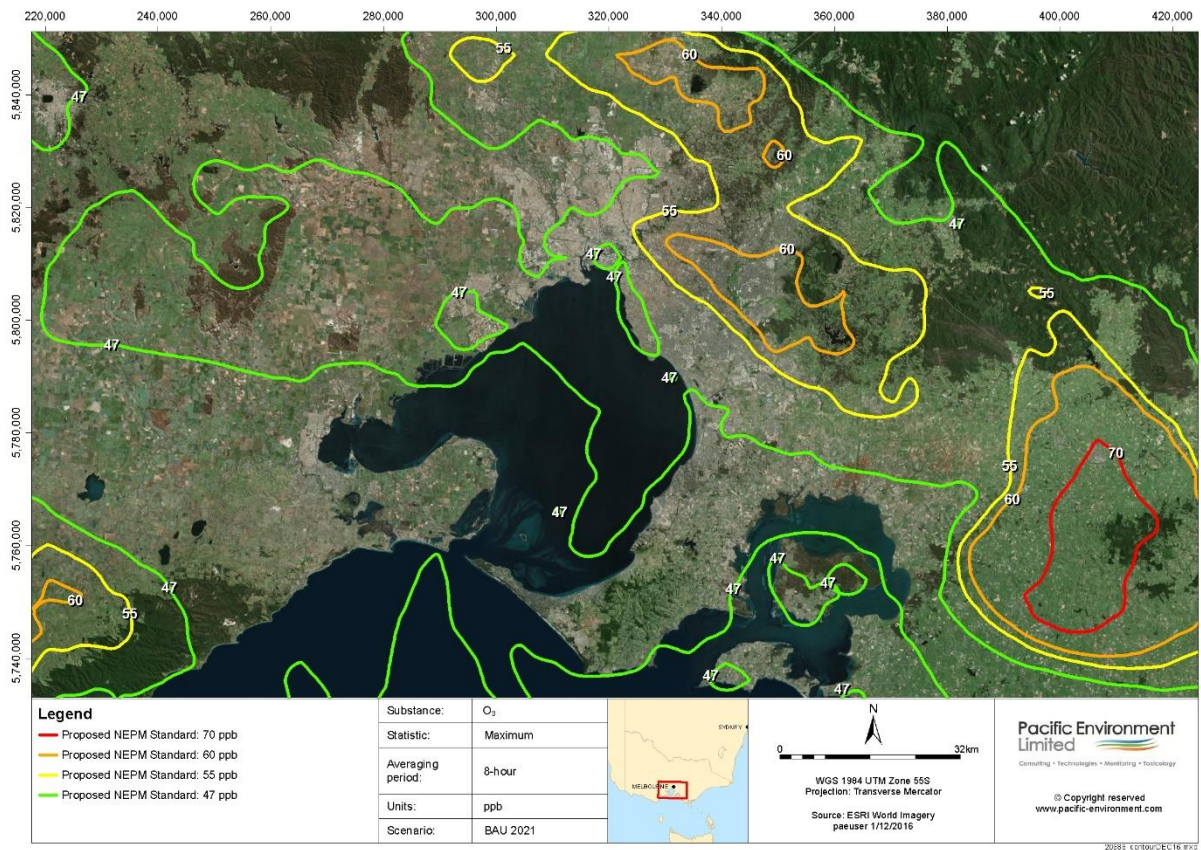 220,000 240,000 260,000 280,000 300,000 320,000 340,000 360,000 380,000 400,000 420,000
5,840,000
5,820,000
5,800,000
5,780,000
5,760,000
5,740,000
55
60
47
60
55
60
47
47
47
47
55
47
47
70
55
60
47
47
47
60
55
47
47
47
47
Legend
Proposed NEPM Standard: 70 ppb
Proposed NEPM Standard: 60 ppb
Proposed NEPM Standard: 55 ppb
Proposed NEPM Standard: 47 ppb
Substance: O₃
Statistic: Maximum
Averaging period: 8-hour
Units: ppb
Scenario: BAU 2021
SYDNEY
MELBOURNE
N
0 32km
WGS 1984 UTM Zone 55S
Projection: Transverse Mercator
Source: ESRI World Imagery
paeuser 1/12/2016
Pacific Environment
Limited
Consulting • Technologies • Monitoring • Toxicology
© Copyright reserved
www.pacific-environment.com